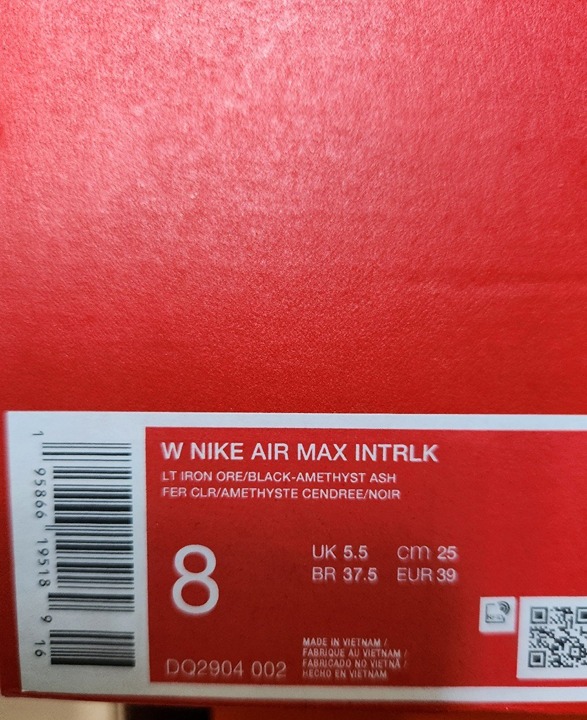 W NIKE AIR MAX INTRLK
LT IRON ORE/BLACK-AMETHYST ASH
FER CLR/AMETHYSTE CENDREE/NOIR
8
UK 5.5 cm 25
BR 37.5 EUR 39
MADE IN VIETNAM /
FABRIQUE AU VIETNAM /
FABRICADO NO VIETNÃ /
HECHO EN VIETNAM
DQ2904 002
1 95866 19518 9 16